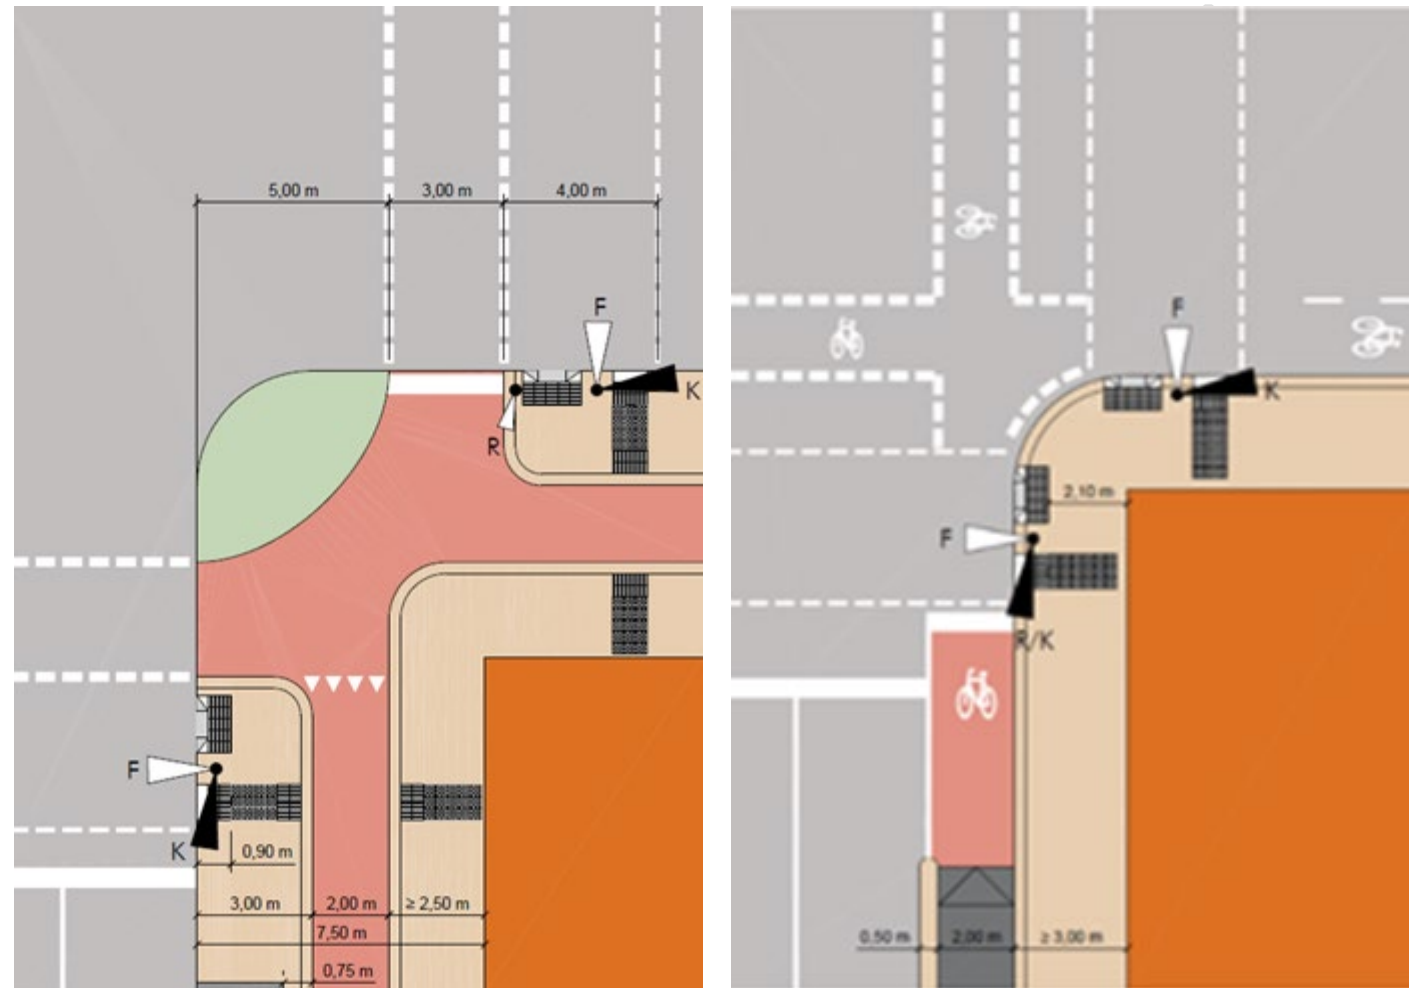 5,00 m
3,00 m
4,00 m
F
K
R
F
K
0,90 m
3,00 m
2,00 m
≥ 2,50 m
7,50 m
0,75 m
F
K
2,10 m
F
R/K
0,50 m
2,00 m
≥ 3,00 m